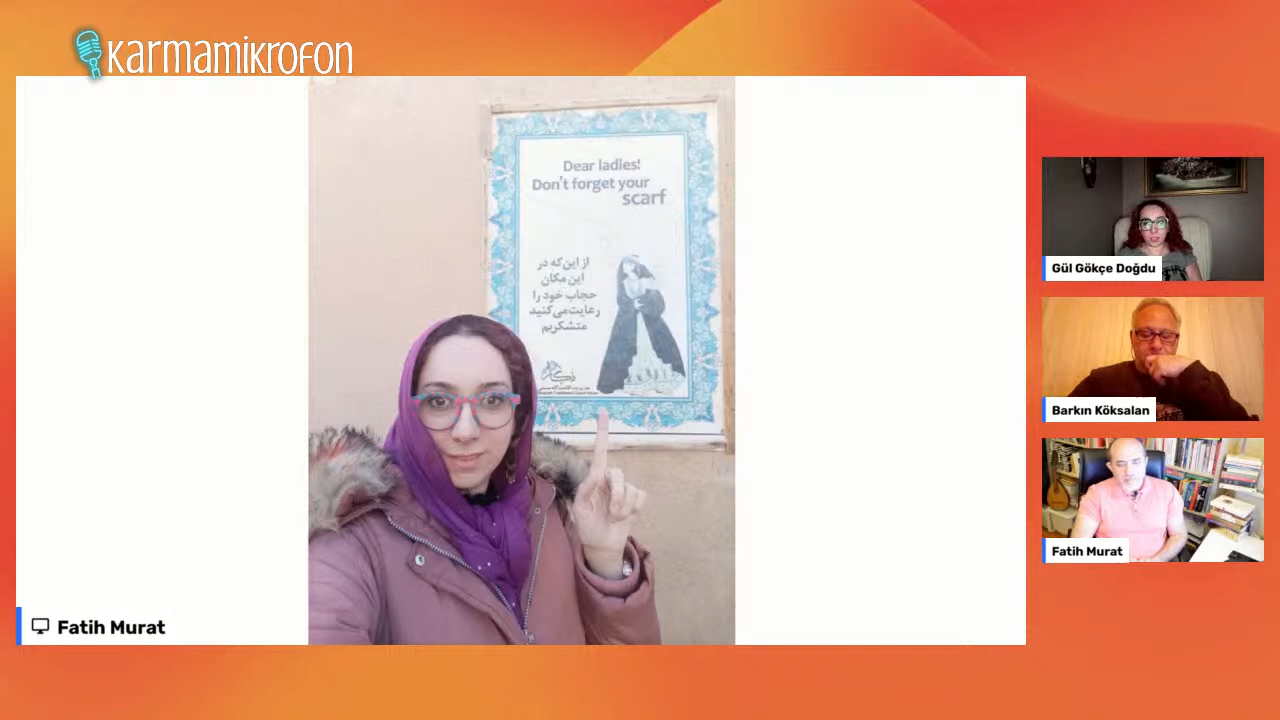 karmamikrofon
Dear ladies!
Don't forget your
scarf
از این‌که در
این مکان
حجاب خود را
رعایت‌می‌کنید
متشکریم
Gül Gökçe Doğdu
Barkın Köksalan
Fatih Murat
Fatih Murat